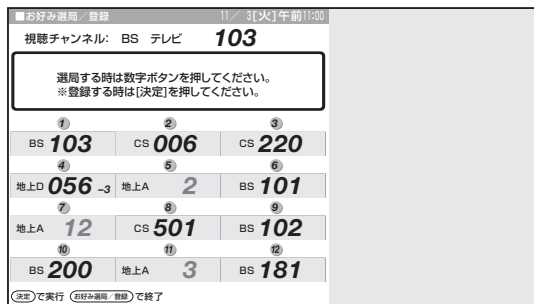 ■お好み選局／登録 11／ 3[火]午前11:00
視聴チャンネル: BS テレビ 103
選局する時は数字ボタンを押してください。
※登録する時は[決定]を押してください。
① ② ③
BS 103 CS 006 CS 220
④ ⑤ ⑥
地上D 056 -3 地上A 2 BS 101
⑦ ⑧ ⑨
地上A 12 CS 501 BS 102
⑩ ⑪ ⑫
BS 200 地上A 3 BS 181
決定 で実行 お好み選局／登録 で終了